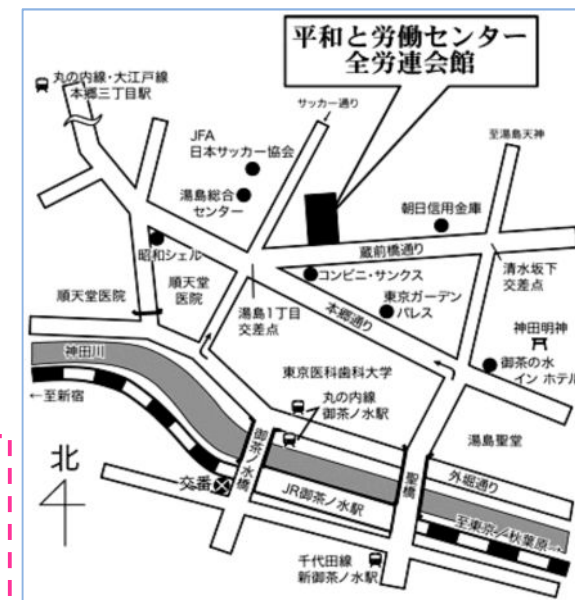 平和と労働センター
全労連会館
丸の内線・大江戸線
本郷三丁目駅
サッカー通り
JFA
日本サッカー協会
至湯島天神
湯島総合
センター
朝日信用金庫
昭和シェル
蔵前橋通り
順天堂医院
順天堂
医院
コンビニ・サンクス
清水坂下
交差点
湯島1丁目
交差点
本郷通り
東京ガーデン
パレス
神田明神
神田川
東京医科歯科大学
御茶の水
イン ホテル
←至新宿
丸の内線
御茶ノ水駅
湯島聖堂
御茶ノ水橋
聖橋
外堀通り
北
交番
JR御茶ノ水駅
至東京/秋葉原→
千代田線
新御茶ノ水駅